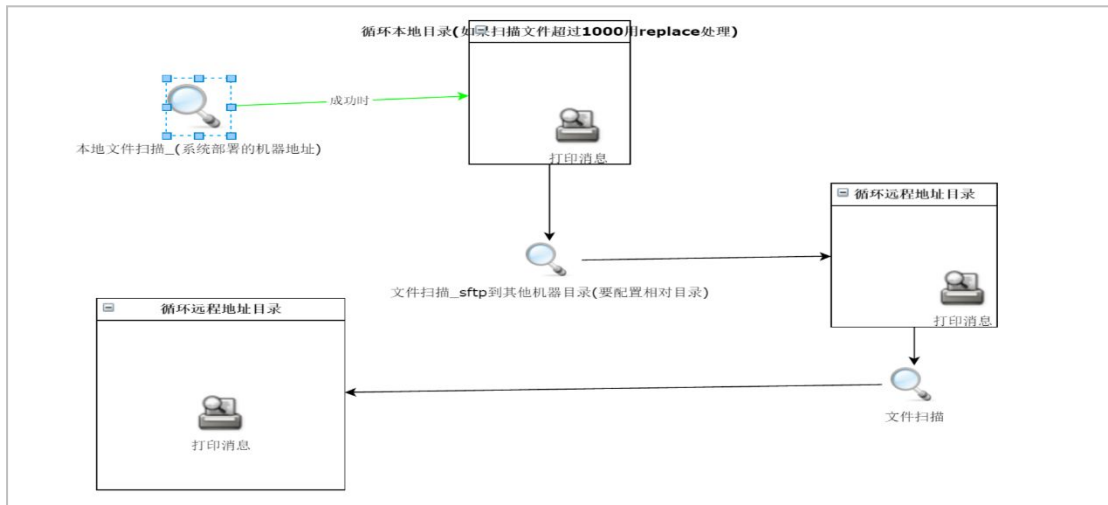 循环本地目录(如果扫描文件超过1000用replace处理)
成功时
本地文件扫描_(系统部署的机器地址)
打印消息
循环远程地址目录
文件扫描_sftp到其他机器目录(要配置相对目录)
打印消息
循环远程地址目录
文件扫描
打印消息